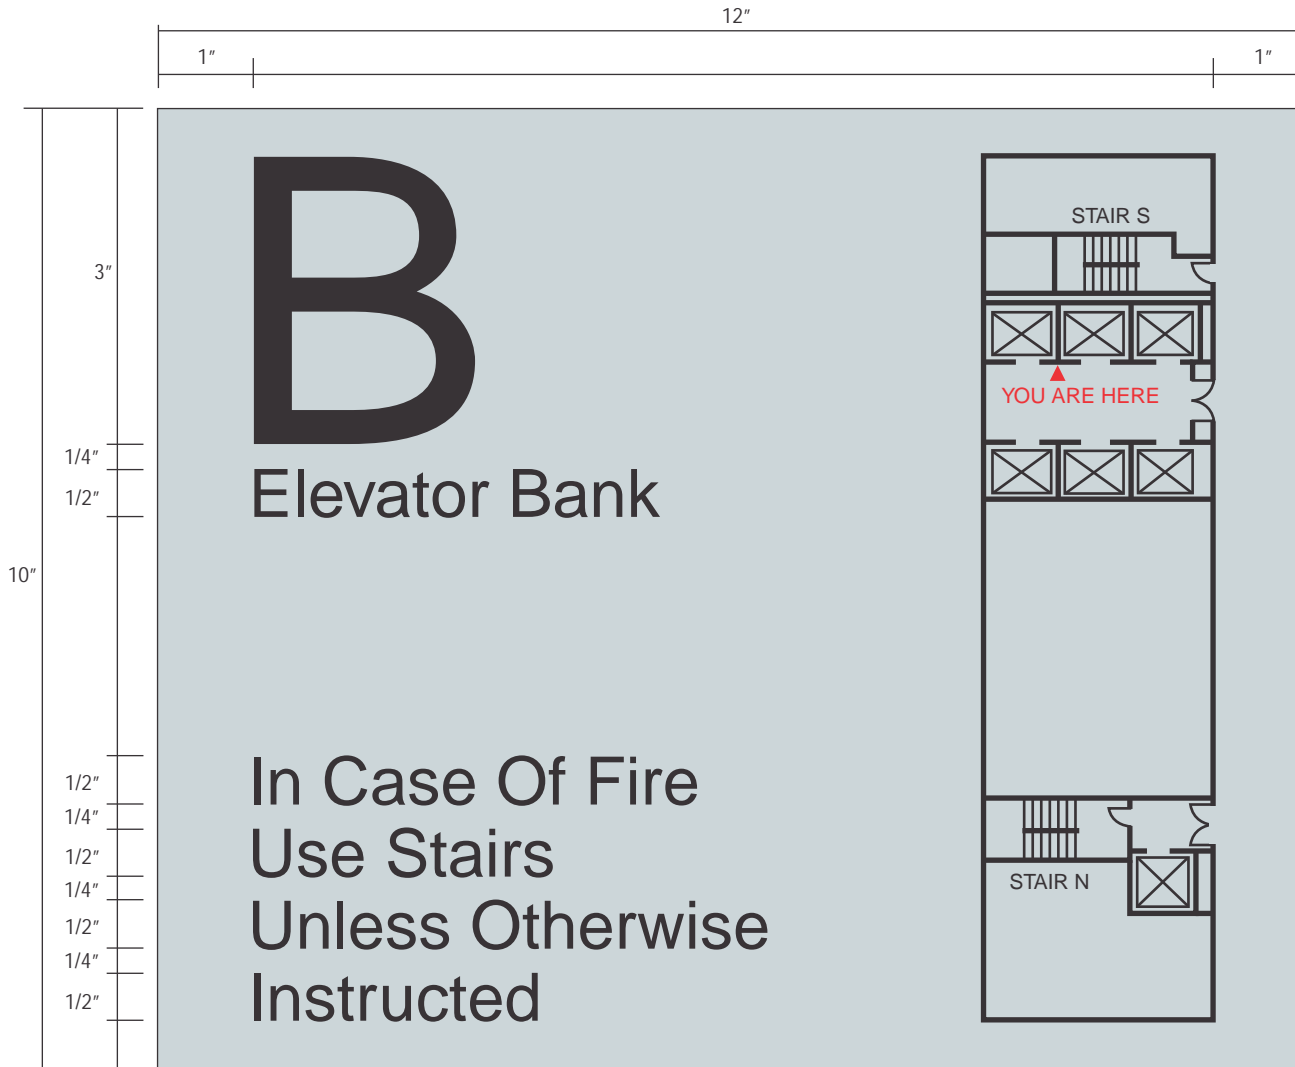 12″
1″
1″
3″
1/4″
1/2″
10″
1/2″
1/4″
1/2″
1/4″
1/2″
1/4″
1/2″
B
Elevator Bank
In Case Of Fire
Use Stairs
Unless Otherwise
Instructed
STAIR S
YOU ARE HERE
STAIR N